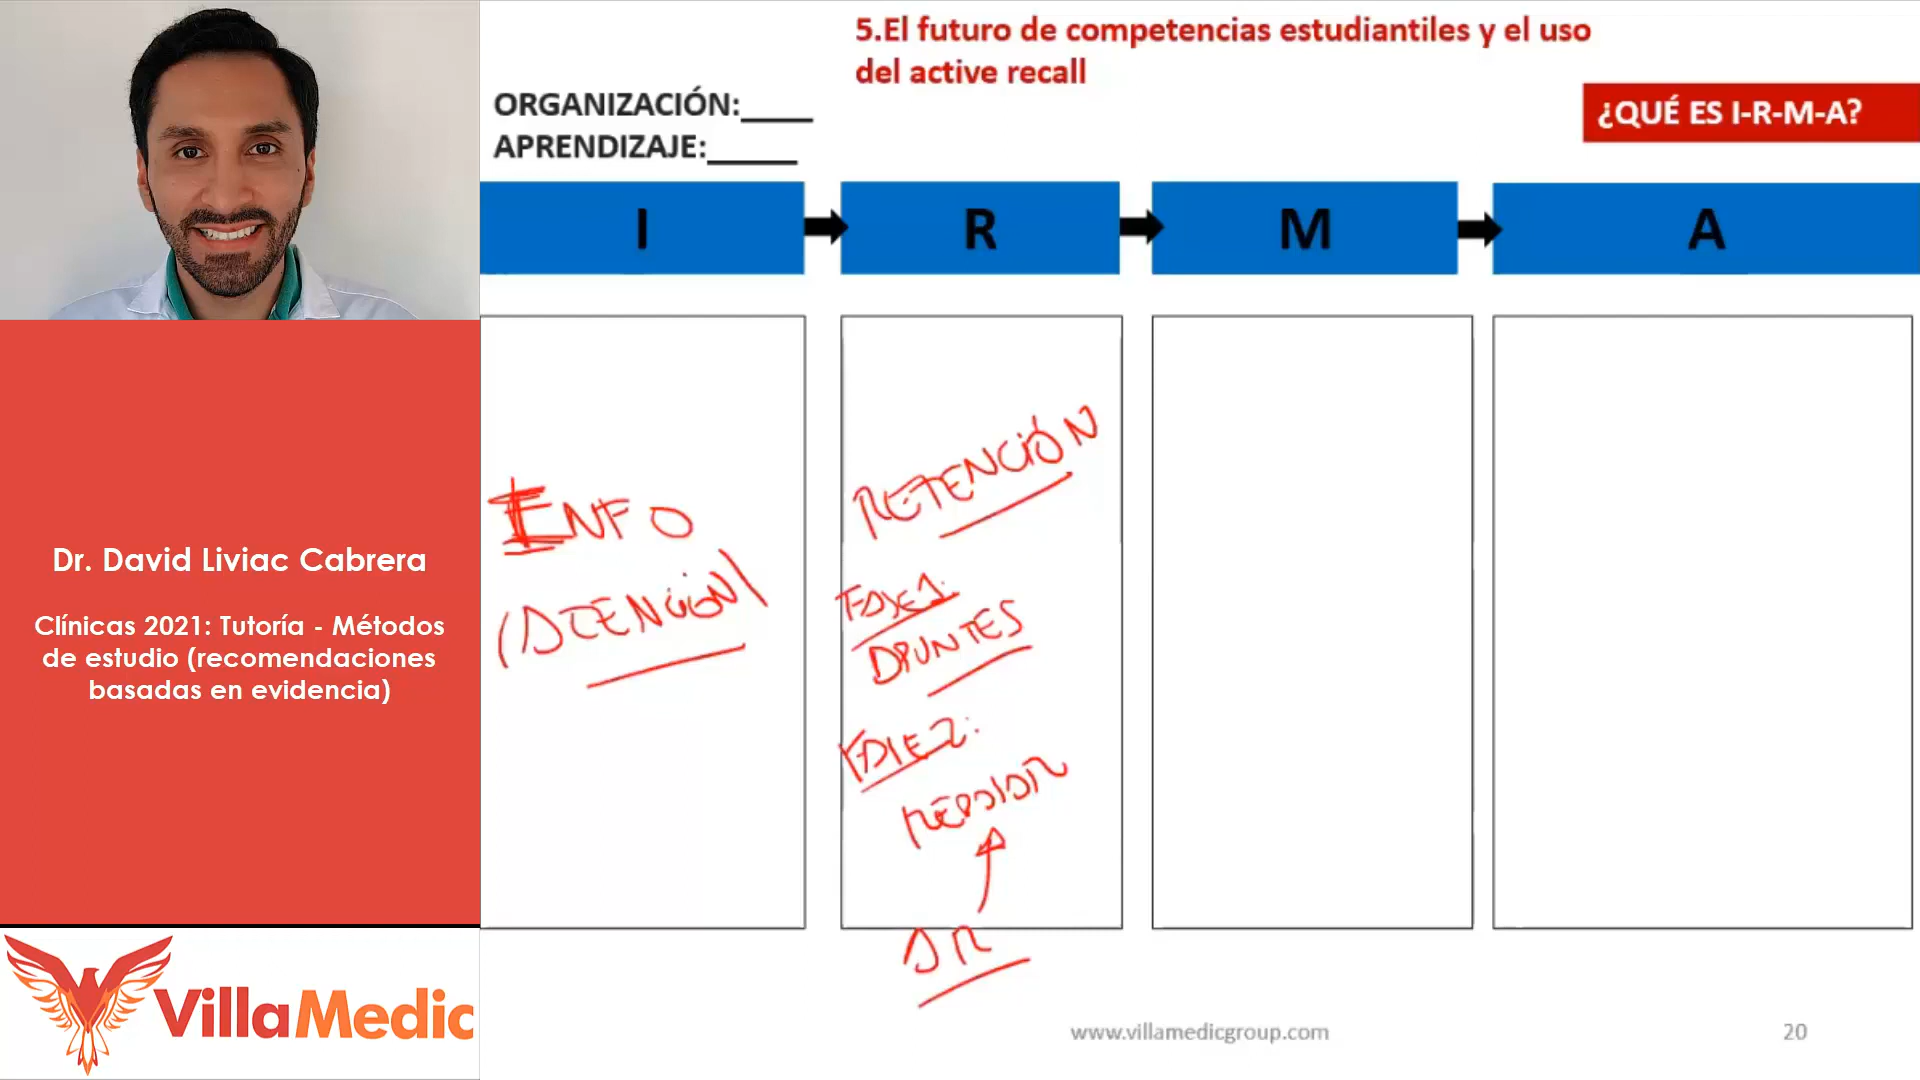 5.El futuro de competencias estudiantiles y el uso
del active recall
ORGANIZACIÓN:____
APRENDIZAJE:_____
¿QUÉ ES I-R-M-A?
I
R
M
A
INFO
(ATENCIÓN)
RETENCIÓN
FASE 1:
APUNTES
FASE 2:
REPASAR
AR
Dr. David Liviac Cabrera
Clínicas 2021: Tutoría - Métodos
de estudio (recomendaciones
basadas en evidencia)
VillaMedic
www.villamedicgroup.com
20